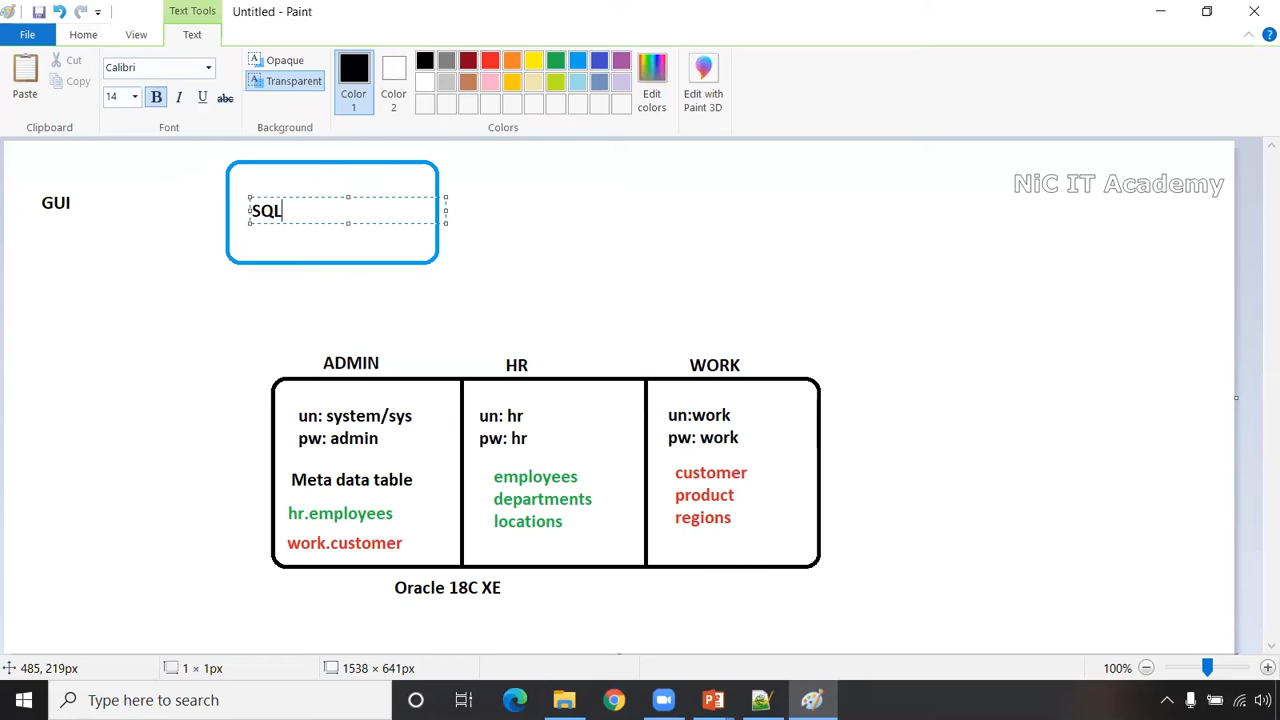 Text Tools
Untitled - Paint
File
Home
View
Text
Paste
Cut
Copy
Clipboard
Calibri
14
B I U abc
Font
Opaque
Transparent
Background
Color 1
Color 2
Edit colors
Colors
Edit with Paint 3D
NiC IT Academy
GUI
SQL
ADMIN
HR
WORK
un: system/sys
pw: admin
Meta data table
hr.employees
work.customer
un: hr
pw: hr
employees
departments
locations
un:work
pw: work
customer
product
regions
Oracle 18C XE
485, 219px
1 × 1px
1538 × 641px
100%
Type here to search